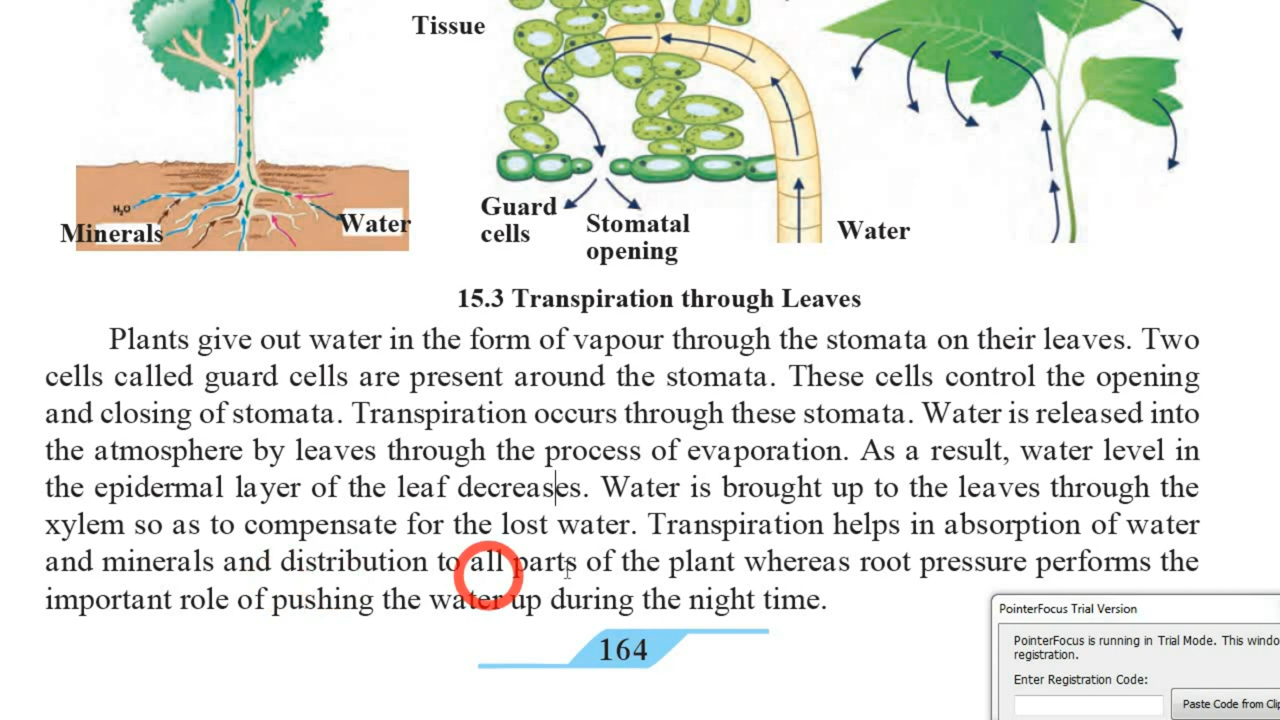 Tissue
H₂O
Minerals
Water
Guard
cells
Stomatal
opening
Water
15.3 Transpiration through Leaves
Plants give out water in the form of vapour through the stomata on their leaves. Two
cells called guard cells are present around the stomata. These cells control the opening
and closing of stomata. Transpiration occurs through these stomata. Water is released into
the atmosphere by leaves through the process of evaporation. As a result, water level in
the epidermal layer of the leaf decreases. Water is brought up to the leaves through the
xylem so as to compensate for the lost water. Transpiration helps in absorption of water
and minerals and distribution to all parts of the plant whereas root pressure performs the
important role of pushing the water up during the night time.
164
PointerFocus Trial Version
PointerFocus is running in Trial Mode. This
registration.
Enter Registration Code:
Paste Code from